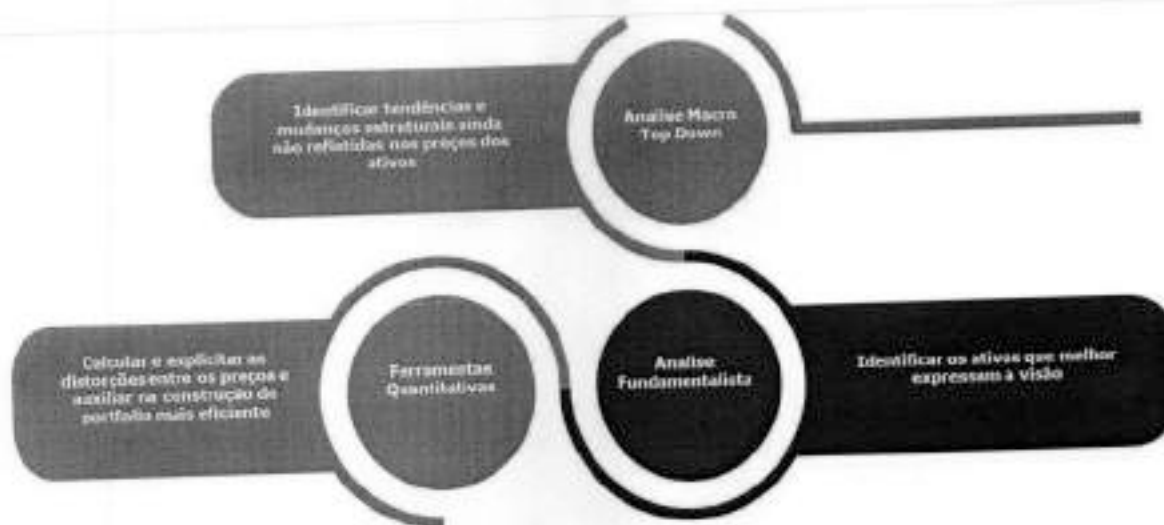 Identificar tendências e
mudanços estruturais ainda
não refletidas nos preços dos
ativos
Analise Macro
Top Down
Calcular e explicitar as
distorções entre os preços e
auxiliar na construção do
portfolio mais eficiente
Ferramentas
Quantitativas
Analise
Fundamentalista
Identificar os ativos que melhor
expressam a visão